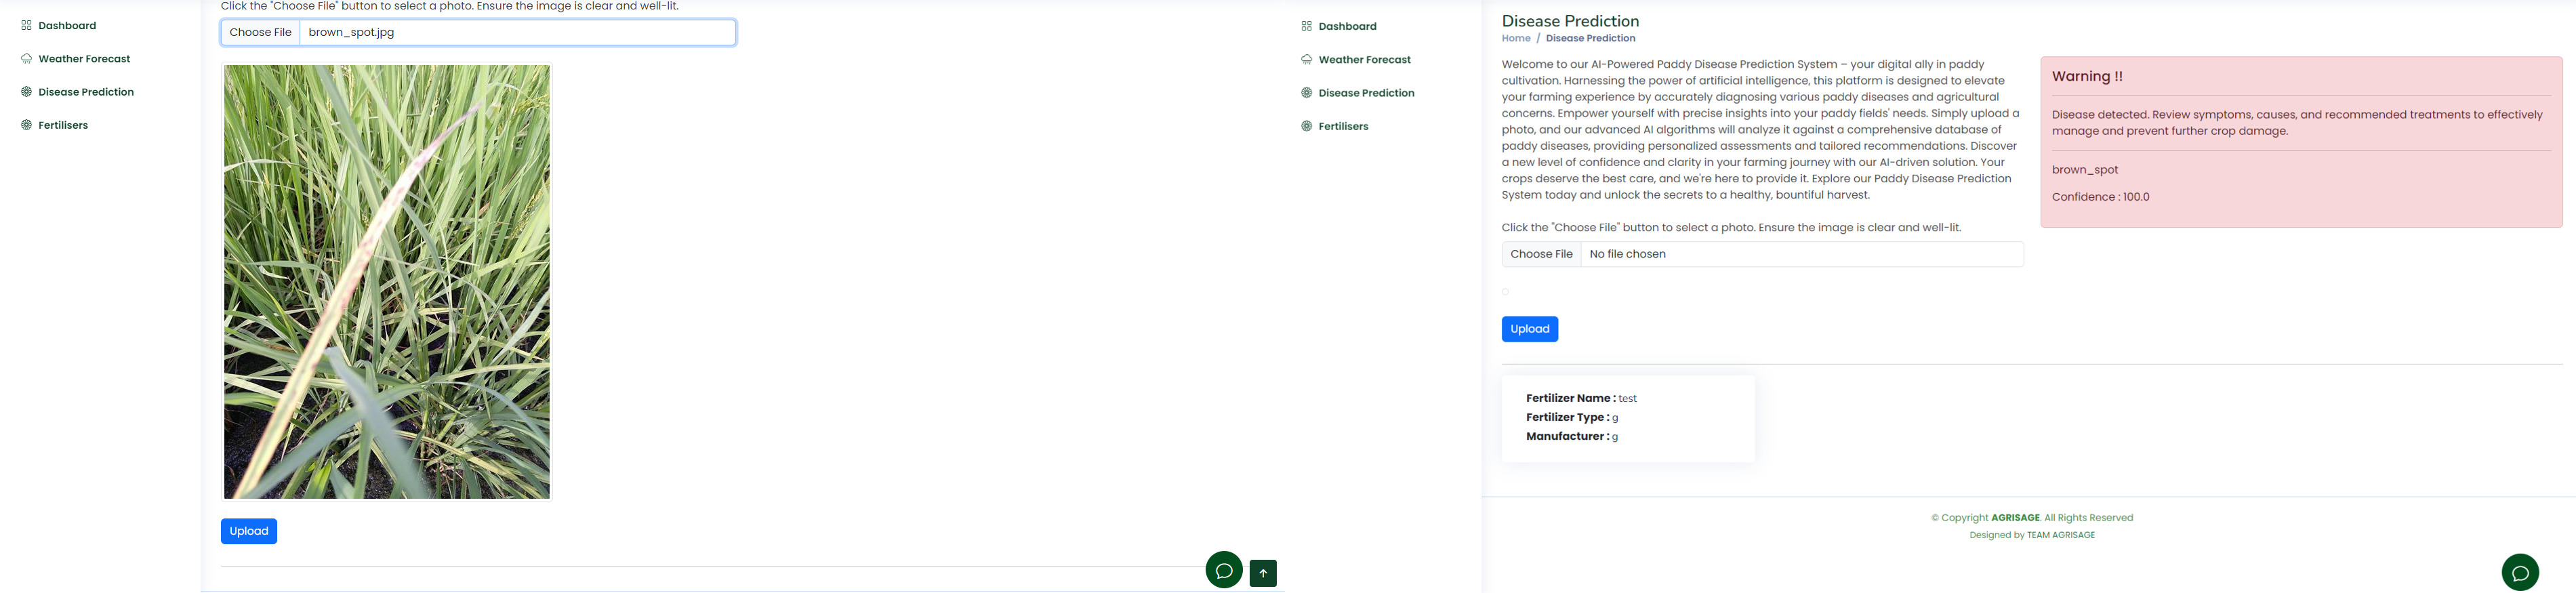 Click the "Choose File" button to select a photo. Ensure the image is clear and well-lit.
Dashboard
Choose File brown_spot.jpg
Weather Forecast
Disease Prediction
Fertilisers
Upload
Dashboard
Weather Forecast
Disease Prediction
Fertilisers
Disease Prediction
Home / Disease Prediction
Welcome to our AI-Powered Paddy Disease Prediction System – your digital ally in paddy
cultivation. Harnessing the power of artificial intelligence, this platform is designed to elevate
your farming experience by accurately diagnosing various paddy diseases and agricultural
concerns. Empower yourself with precise insights into your paddy fields' needs. Simply upload a
photo, and our advanced AI algorithms will analyze it against a comprehensive database of
paddy diseases, providing personalized assessments and tailored recommendations. Discover
a new level of confidence and clarity in your farming journey with our AI-driven solution. Your
crops deserve the best care, and we're here to provide it. Explore our Paddy Disease Prediction
System today and unlock the secrets to a healthy, bountiful harvest.
Click the "Choose File" button to select a photo. Ensure the image is clear and well-lit.
Choose File No file chosen
Upload
Warning !!
Disease detected. Review symptoms, causes, and recommended treatments to effectively
manage and prevent further crop damage.
brown_spot
Confidence : 100.0
Fertilizer Name : test
Fertilizer Type : g
Manufacturer : g
© Copyright AGRISAGE. All Rights Reserved
Designed by TEAM AGRISAGE